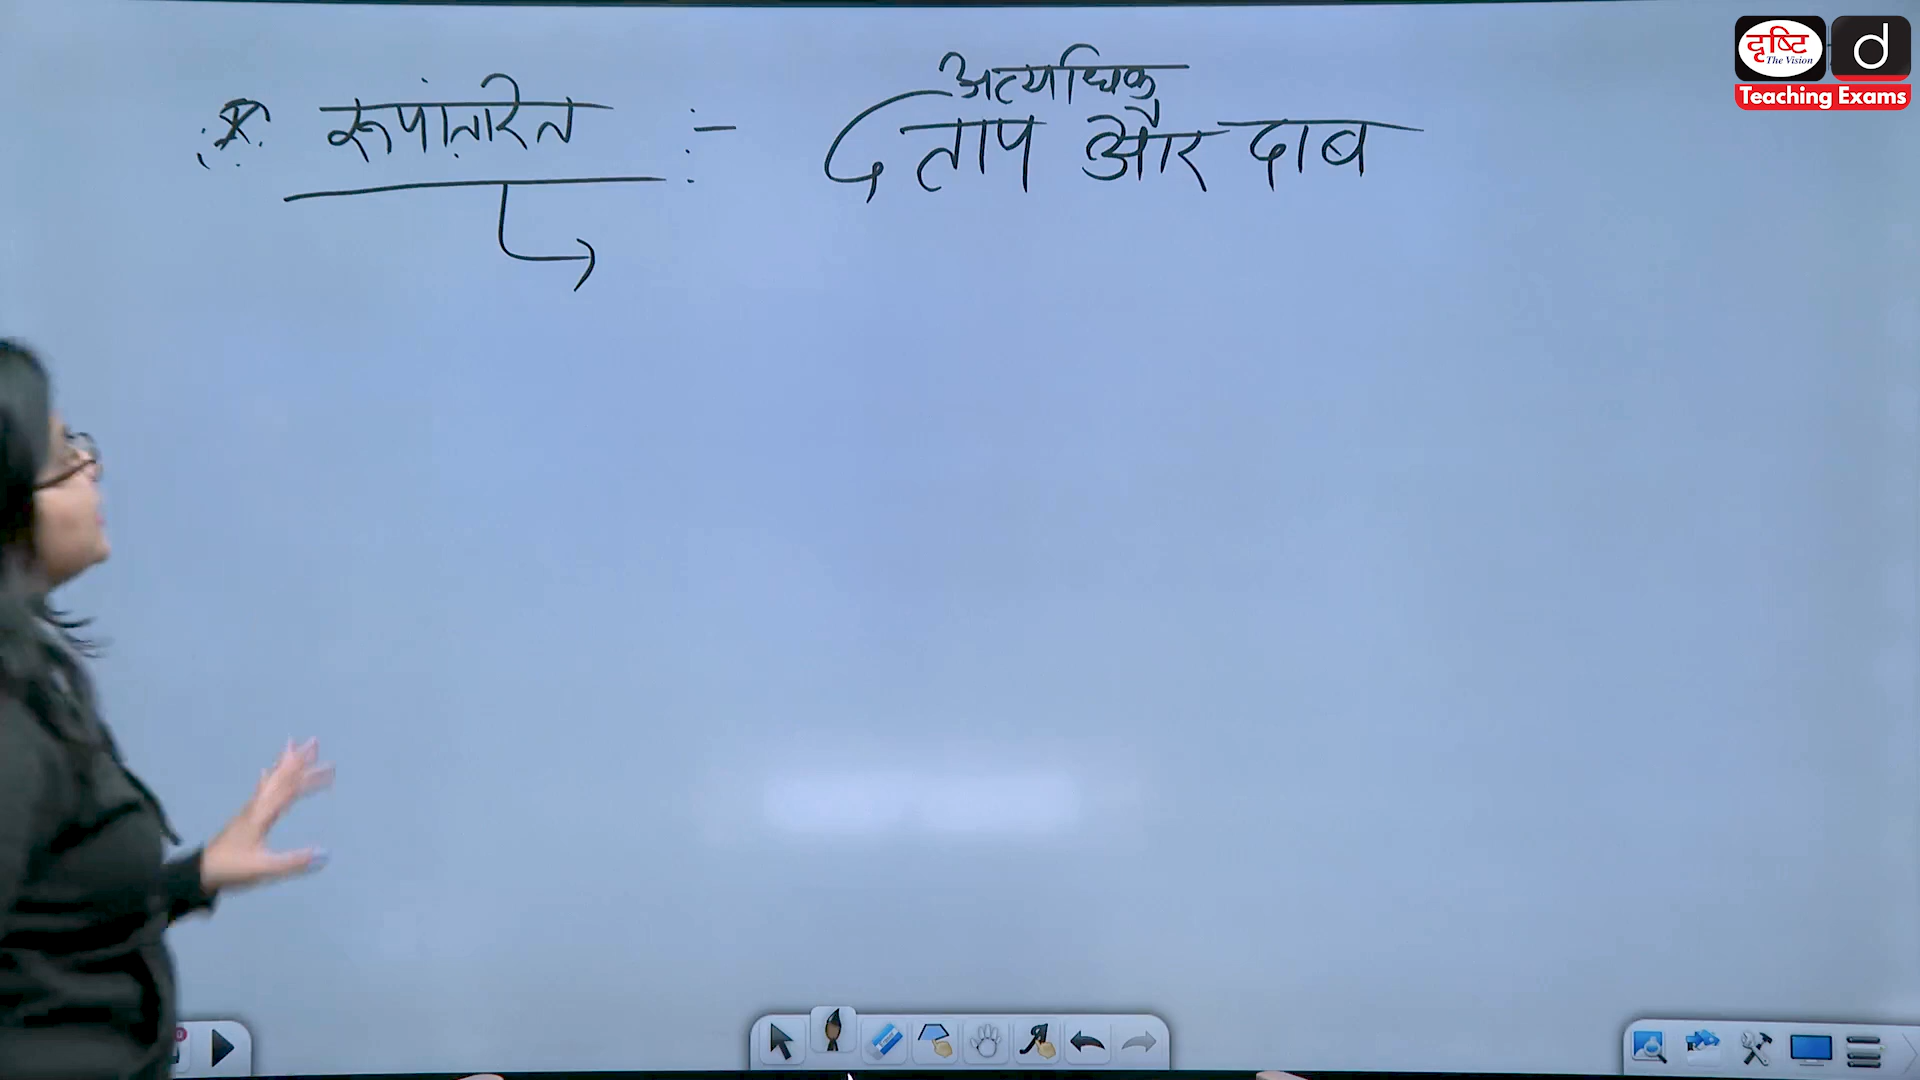 दृष्टि
The Vision
d
Teaching Exams
अत्यधिक
रूपांतरित :- ताप और दाब